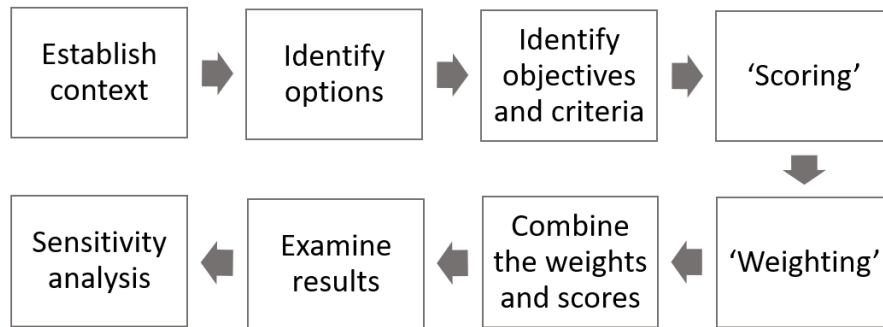 Establish
context
Identify
options
Identify
objectives
and criteria
‘Scoring’
‘Weighting’
Combine
the weights
and scores
Examine
results
Sensitivity
analysis